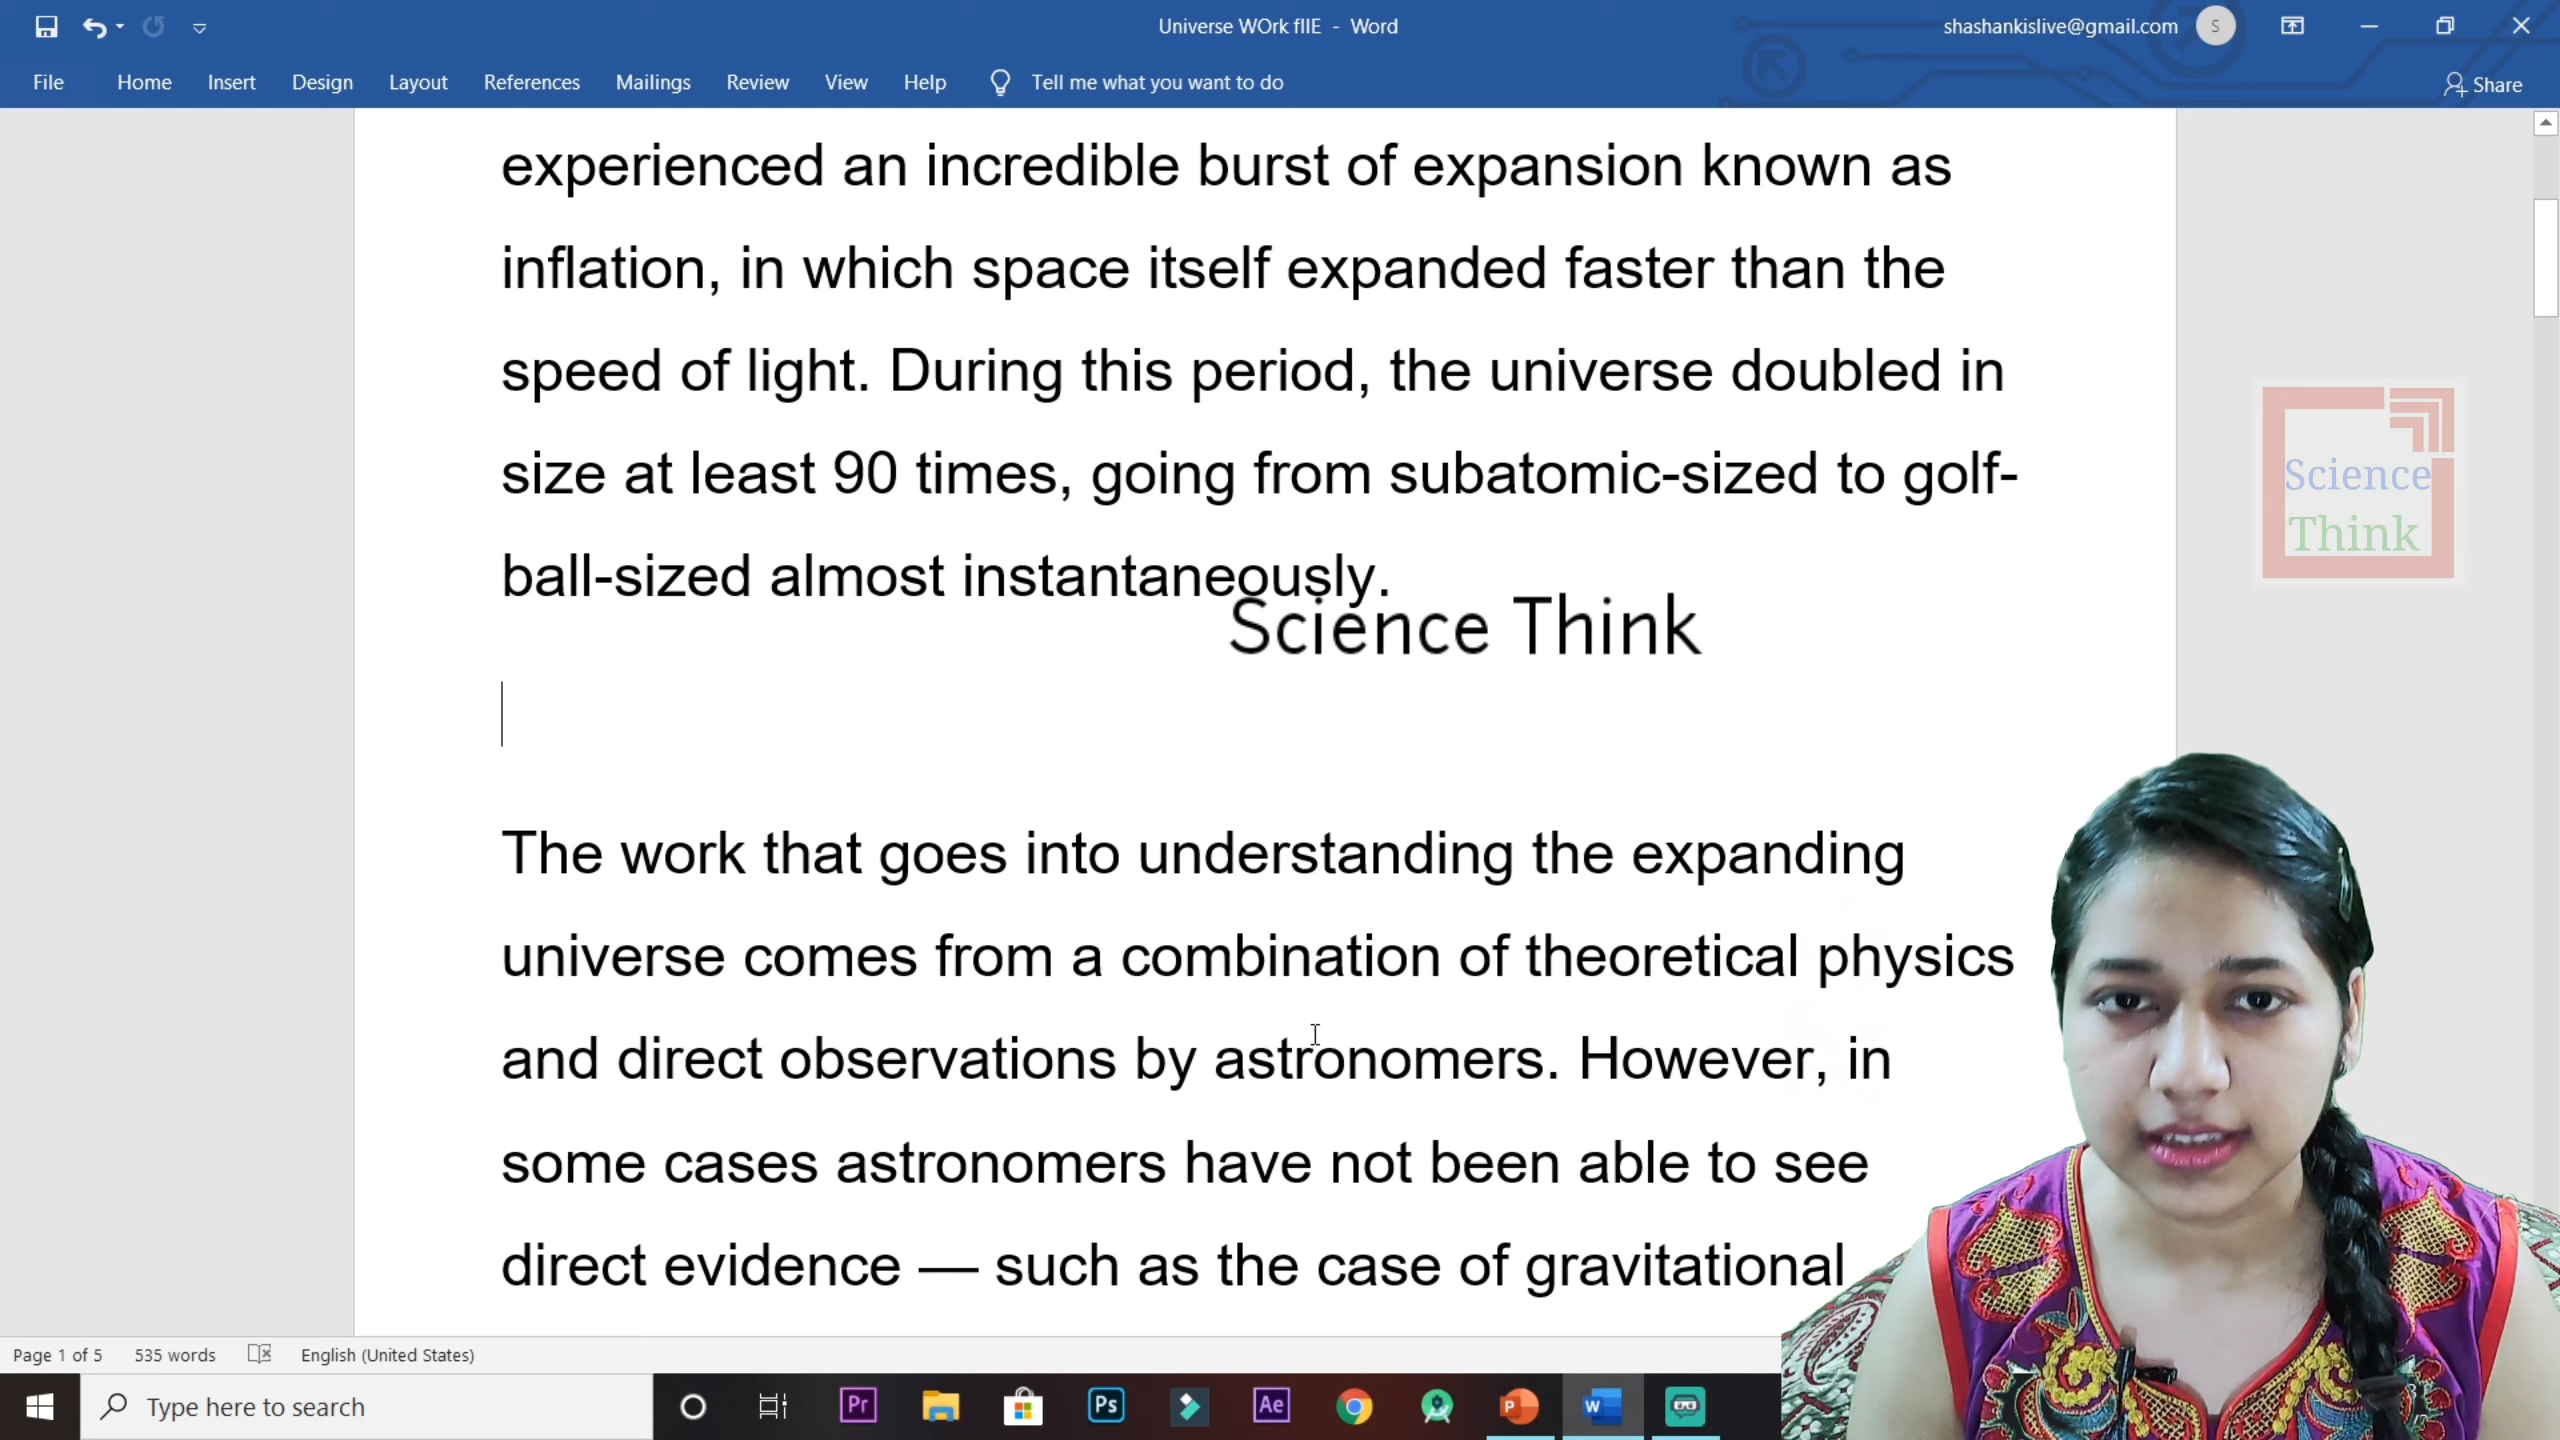 Universe WOrk fIIE - Word
shashankislive@gmail.com
S
File
Home
Insert
Design
Layout
References
Mailings
Review
View
Help
Tell me what you want to do
Share
experienced an incredible burst of expansion known as
inflation, in which space itself expanded faster than the
speed of light. During this period, the universe doubled in
size at least 90 times, going from subatomic-sized to golf-
ball-sized almost instantaneously.
Science Think
Science
Think
The work that goes into understanding the expanding
universe comes from a combination of theoretical physics
and direct observations by astronomers. However, in
some cases astronomers have not been able to see
direct evidence — such as the case of gravitational
Page 1 of 5
535 words
English (United States)
Type here to search
Pr
Ps
Ae
P
W